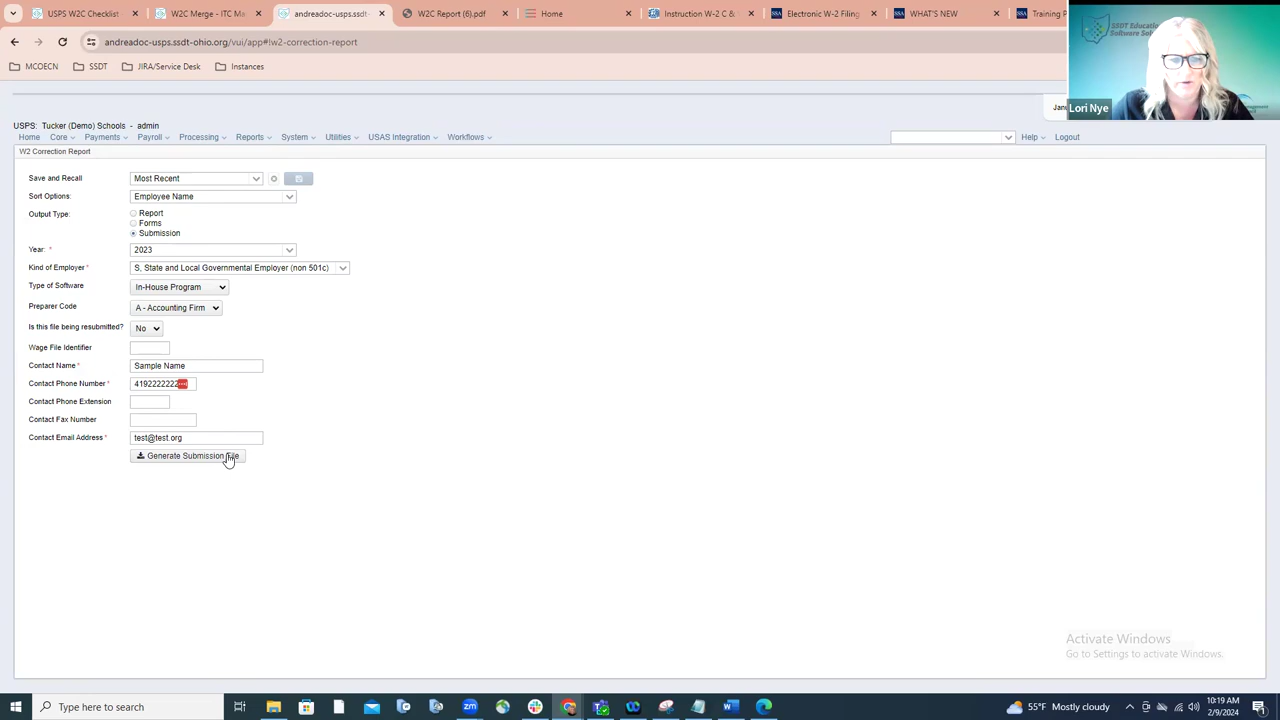 USPS Checklist
W2C Manual - ITC Ma
andreadoc-usps.ssdt-
W2C Report (6).pdf
Home
Instruction W-2 C &
Electronic W-2 Filing
WHAT'S NEW
Training P
andreadoc-usps.ssdt-ohio.org/vui/app#!w2-correction-report
MCOECN
SSDT
JIRA/Service Desk
Instances
SSDT Education
Software Sol
Lori Nye
USPS: Tucker (Demo) Schools - admin
Home Core Payments Payroll Processing Reports System Utilities USAS Integration Workflows Help Logout
W2 Correction Report
Save and Recall Most Recent
Sort Options: Employee Name
Output Type: Report
Forms
Submission
Year: * 2023
Kind of Employer * S, State and Local Governmental Employer (non 501c)
Type of Software In-House Program
Preparer Code A - Accounting Firm
Is this file being resubmitted? No
Wage File Identifier
Contact Name * Sample Name
Contact Phone Number * 4192222222
Contact Phone Extension
Contact Fax Number
Contact Email Address * test@test.org
Generate Submission File
Activate Windows
Go to Settings to activate Windows.
Type here to search
55°F Mostly cloudy
10:19 AM
2/9/2024